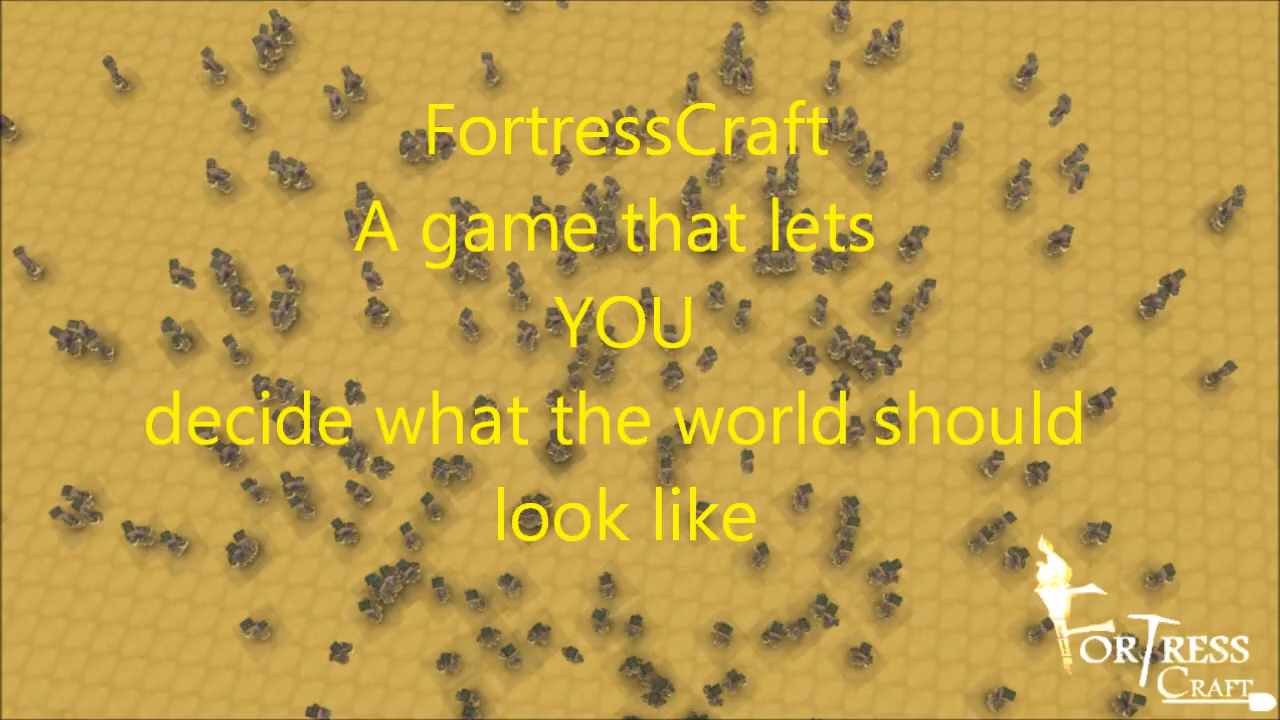 FortressCraft
A game that lets
YOU
decide what the world should
look like
FORTRESS
CRAFT